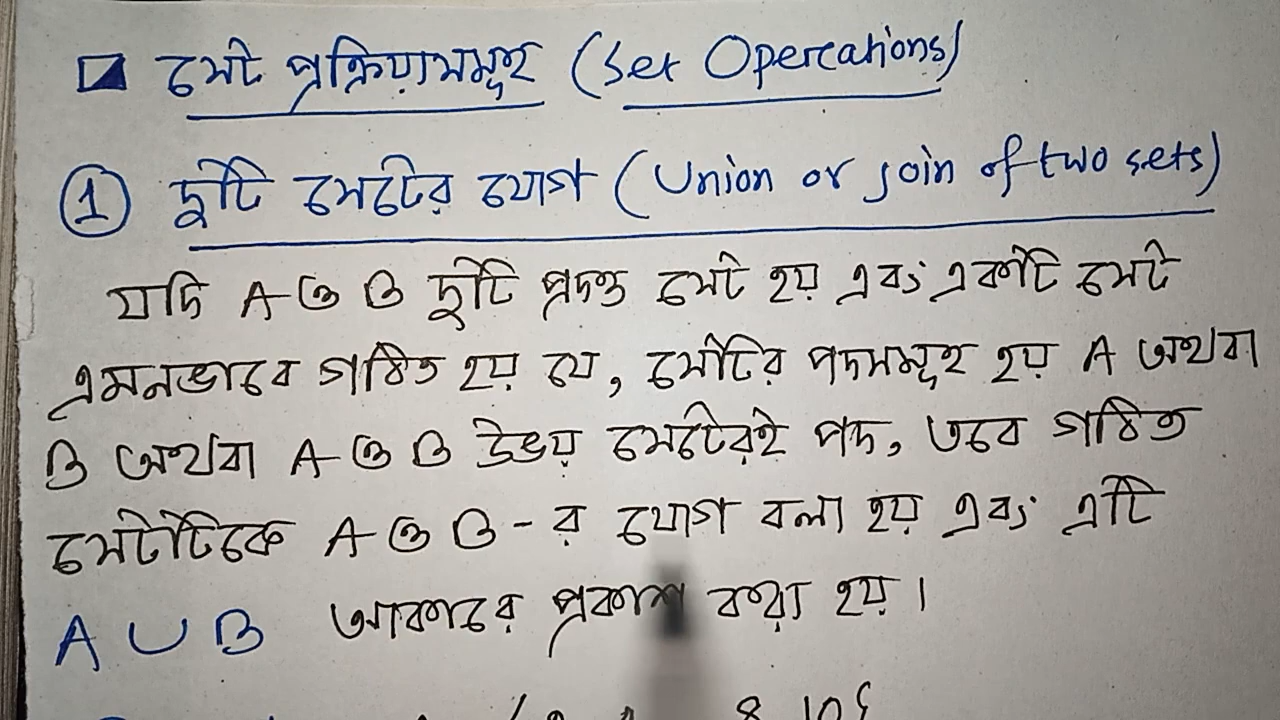 সেট প্রক্রিয়াসমূহ (Set Operations)
① দুটি সেটের যোগ (Union or join of two sets)
যদি A ও B দুটি প্রদত্ত সেট হয় এবং একটি সেট
এমনভাবে গঠিত হয় যে, সেটটির পদসমূহ হয় A অথবা
B অথবা A ও B উভয় সেটেরই পদ, তবে গঠিত
সেটটিকে A ও B-র যোগ বলা হয় এবং এটি
A ∪ B আকারে প্রকাশ করা হয়।
8 10